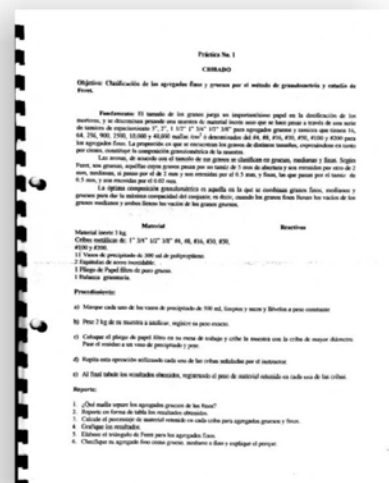 Práctica No. 1
CRIBADO
Objetivo: Clasificación de los agregados finos y gruesos por el método de granulometría y estudio de
Feret.
Fundamento: El tamaño de los granos juega un importantísimo papel en la dosificación de los
morteros, y se determinan pesando una muestra de material inerte seco que se hace pasar a través de una serie
de tamices de espaciamiento 3", 2", 1 1/2" 1" 3/4" 1/2" 3/8" para agregados gruesos y tamices que tienen 16,
64, 256, 900, 2500, 10,000 y 40,000 mallas /cm² ó denominados del #4, #8, #16, #30, #50, #100 y #200 para
los agregados finos. La proporción en que se encuentran los granos de distintos tamaños, expresándose en tanto
por ciento, constituye la composición granulométrica de la muestra.
Las arenas, de acuerdo con el tamaño de sus granos se clasifican en gruesas, medianas y finas. Según
Feret, son gruesas, aquéllas cuyos granos pasan por un tamiz de 5 mm de abertura y son retenidos por otro de 2
mm, medianas, si pasan por el de 2 mm y son retenidas por el 0.5 mm, y finas, las que pasan por el tamiz de
0.5 mm, y son retenidas por el 0.02 mm.
La óptima composición granulométrica es aquella en la que se combinan granos finos, medianos y
gruesos para dar la máxima compacidad del conjunto; es decir, cuando los granos finos llenan los vacíos de los
granos medianos y ambos llenan los vacíos de los granos gruesos.
Material Reactivos
Material inerte 3 kg.
Cribas metálicas de: 1" 3/4" 1/2" 3/8" #4, #8, #16, #30, #50,
#100 y #200.
11 Vasos de precipitado de 300 ml de polipropileno.
2 Espátulas de acero inoxidable.
1 Pliego de Papel filtro de poro grueso.
1 Balanza granataria.
Procedimiento:
a) Marque cada uno de los vasos de precipitado de 300 ml, limpios y secos y llévelos a peso constante
b) Pese 2 kg de su muestra a analizar, registre su peso exacto.
c) Coloque el pliego de papel filtro en su mesa de trabajo y cribe la muestra con la criba de mayor diámetro.
Pase el residuo a un vaso de precipitado y pese.
d) Repita esta operación utilizando cada uno de las cribas señaladas por el instructor.
e) Al final tabule los resultados obtenidos, registrando el peso de material retenido en cada una de las cribas.
Reporte:
1. ¿Qué malla separa los agregados gruesos de los finos?
2. Reporte en forma de tabla los resultados obtenidos.
3. Calcule el porcentaje de material retenido en cada criba para agregados gruesos y finos.
4. Grafique los resultados.
5. Elabore el triángulo de Feret para los agregados finos.
6. Clasifique su agregado fino como grueso, mediano o fino y explique el porqué.